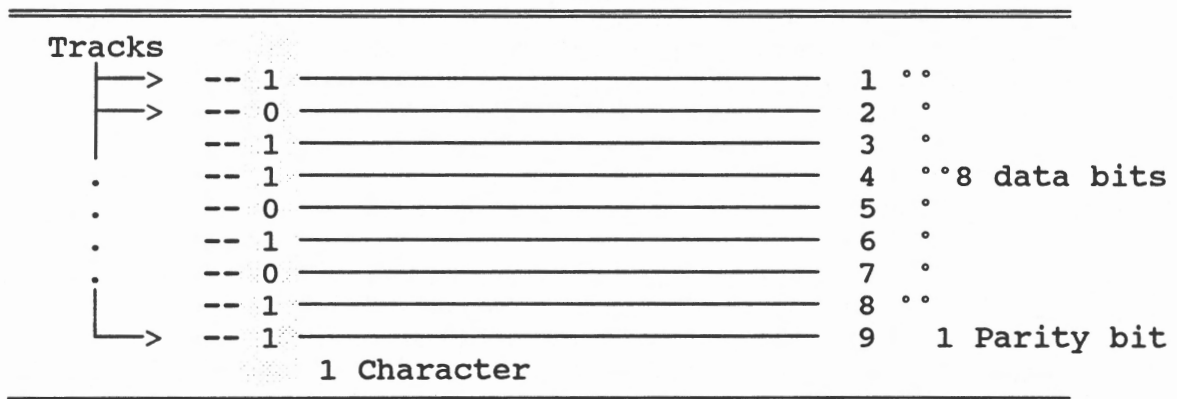 Tracks
--> -- 1 1 °°
--> -- 0 2 °
-- 1 3 °
. -- 1 4 °°8 data bits
. -- 0 5 °
. -- 1 6 °
. -- 0 7 °
-- 1 8 °°
--> -- 1 9 1 Parity bit
1 Character